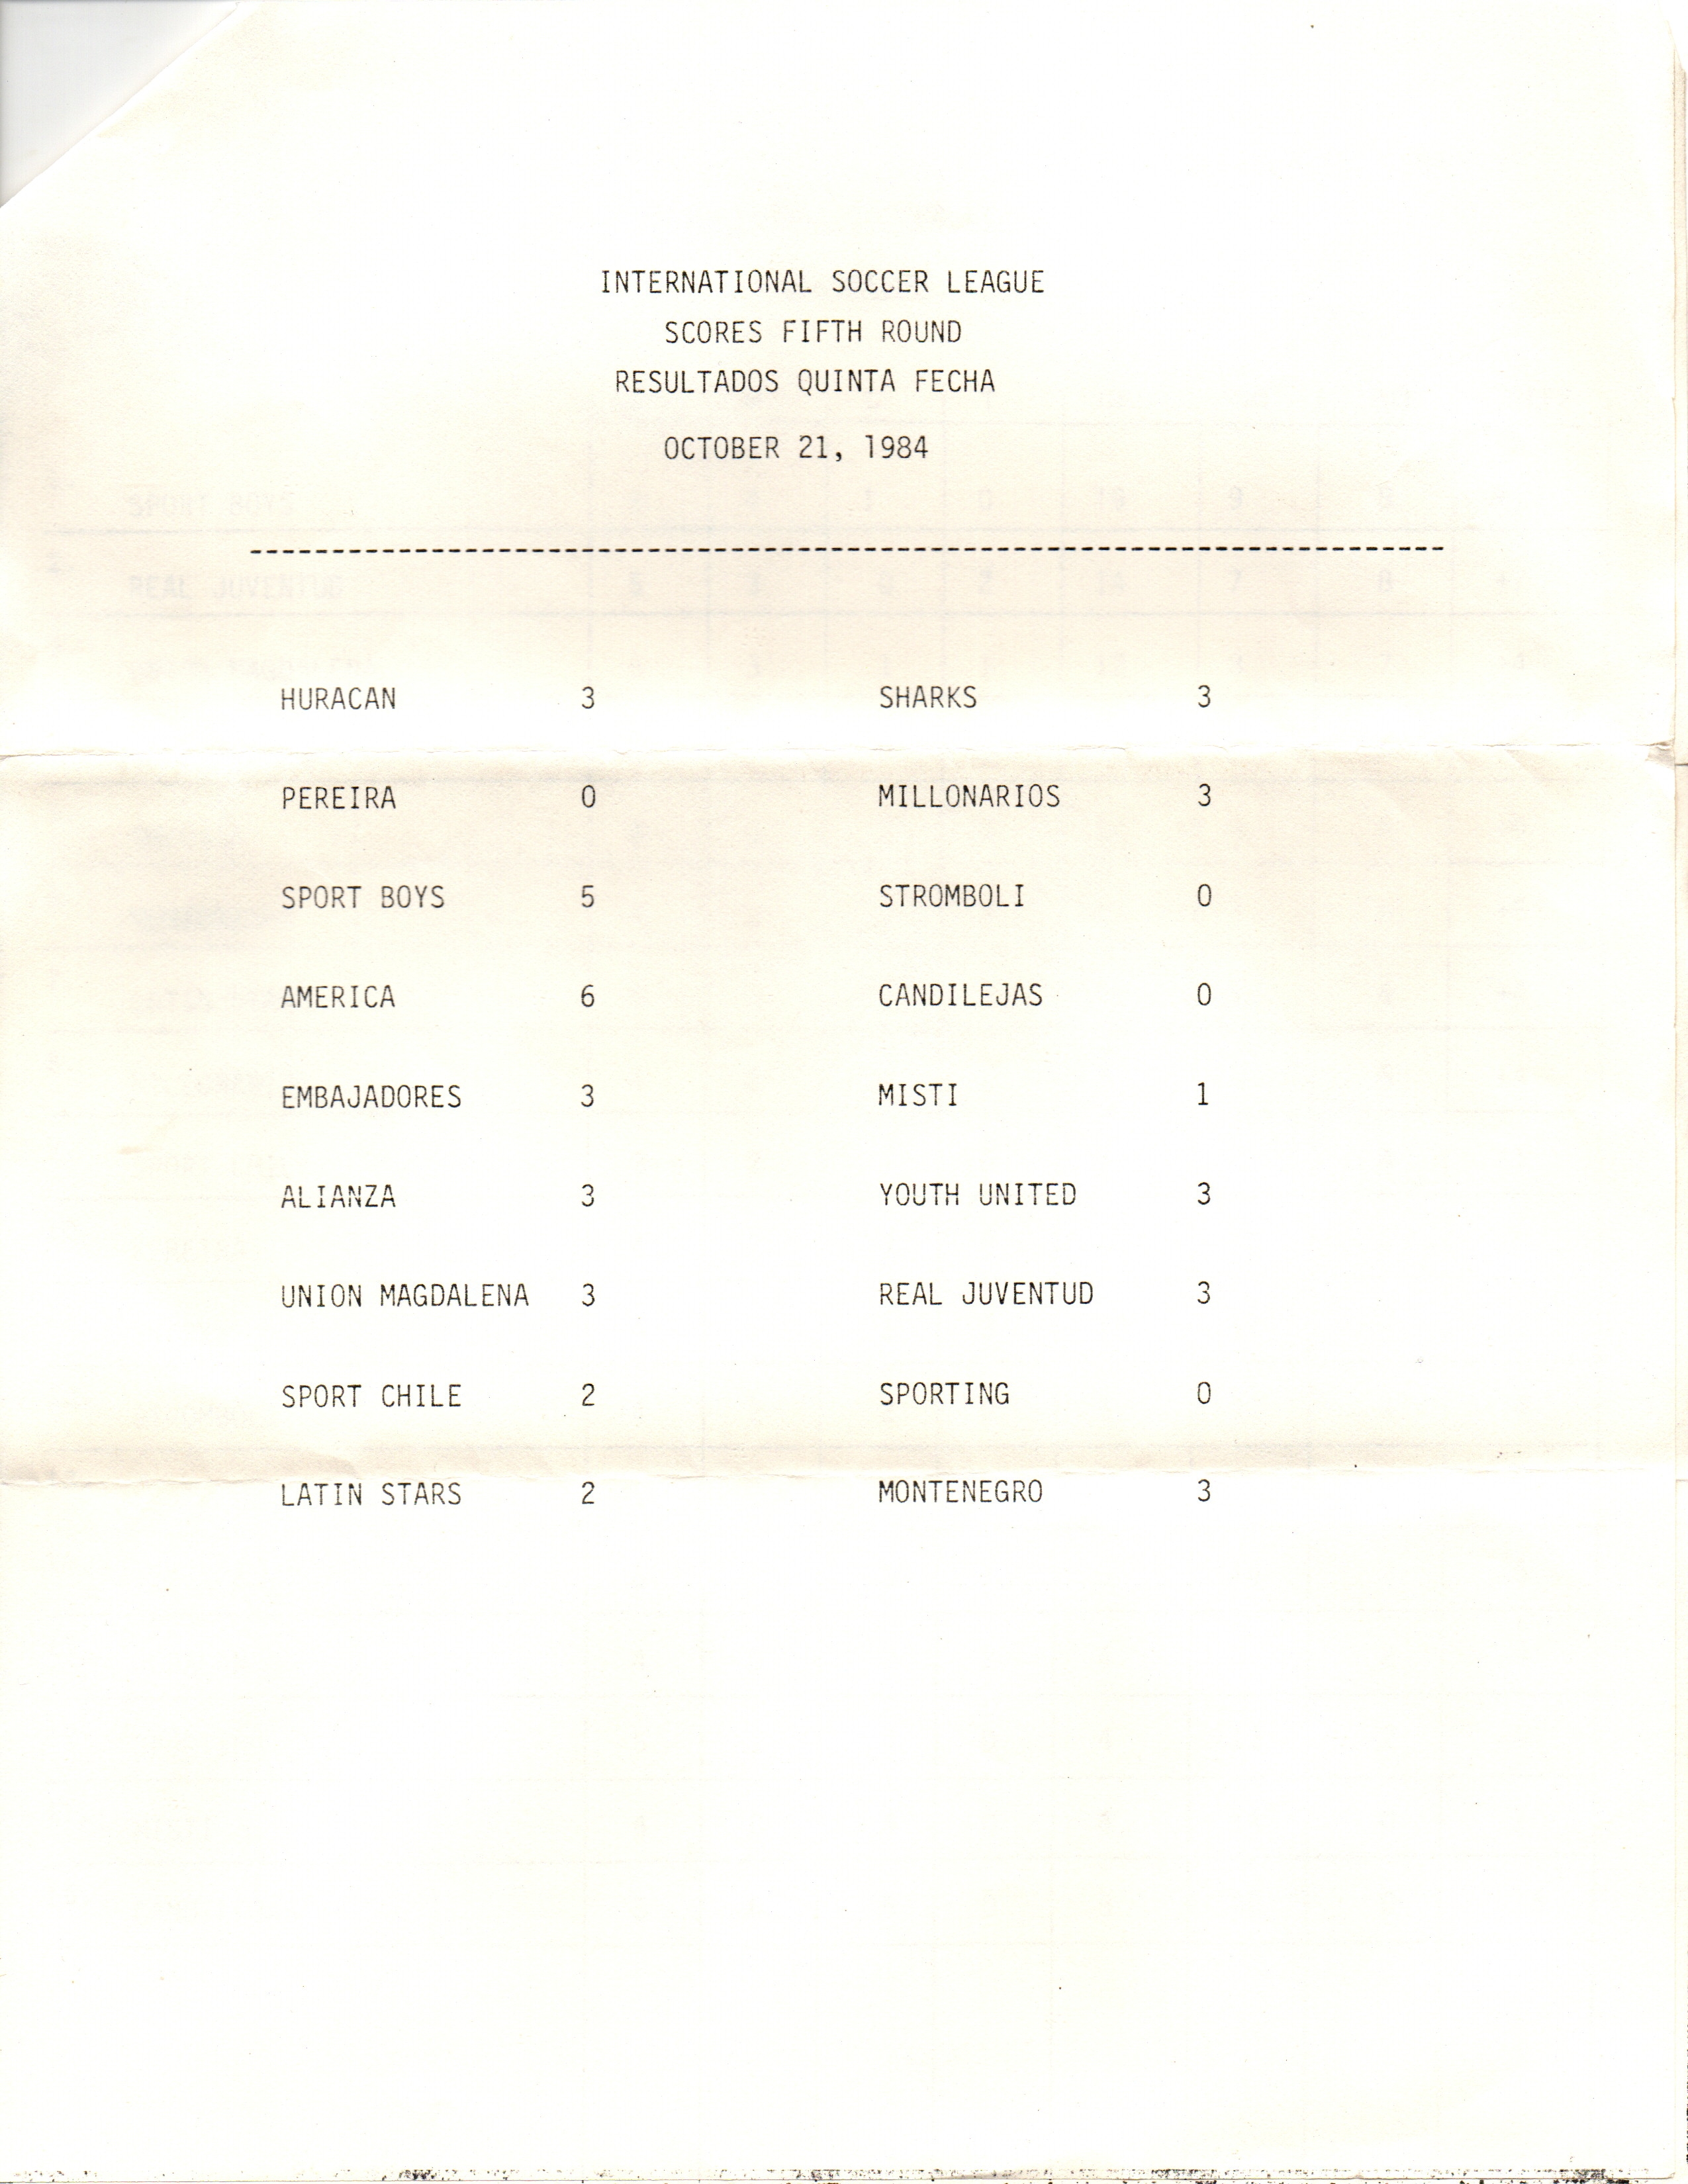 INTERNATIONAL SOCCER LEAGUE
SCORES FIFTH ROUND
RESULTADOS QUINTA FECHA
OCTOBER 21, 1984
HURACAN 3 SHARKS 3
PEREIRA 0 MILLONARIOS 3
SPORT BOYS 5 STROMBOLI 0
AMERICA 6 CANDILEJAS 0
EMBAJADORES 3 MISTI 1
ALIANZA 3 YOUTH UNITED 3
UNION MAGDALENA 3 REAL JUVENTUD 3
SPORT CHILE 2 SPORTING 0
LATIN STARS 2 MONTENEGRO 3